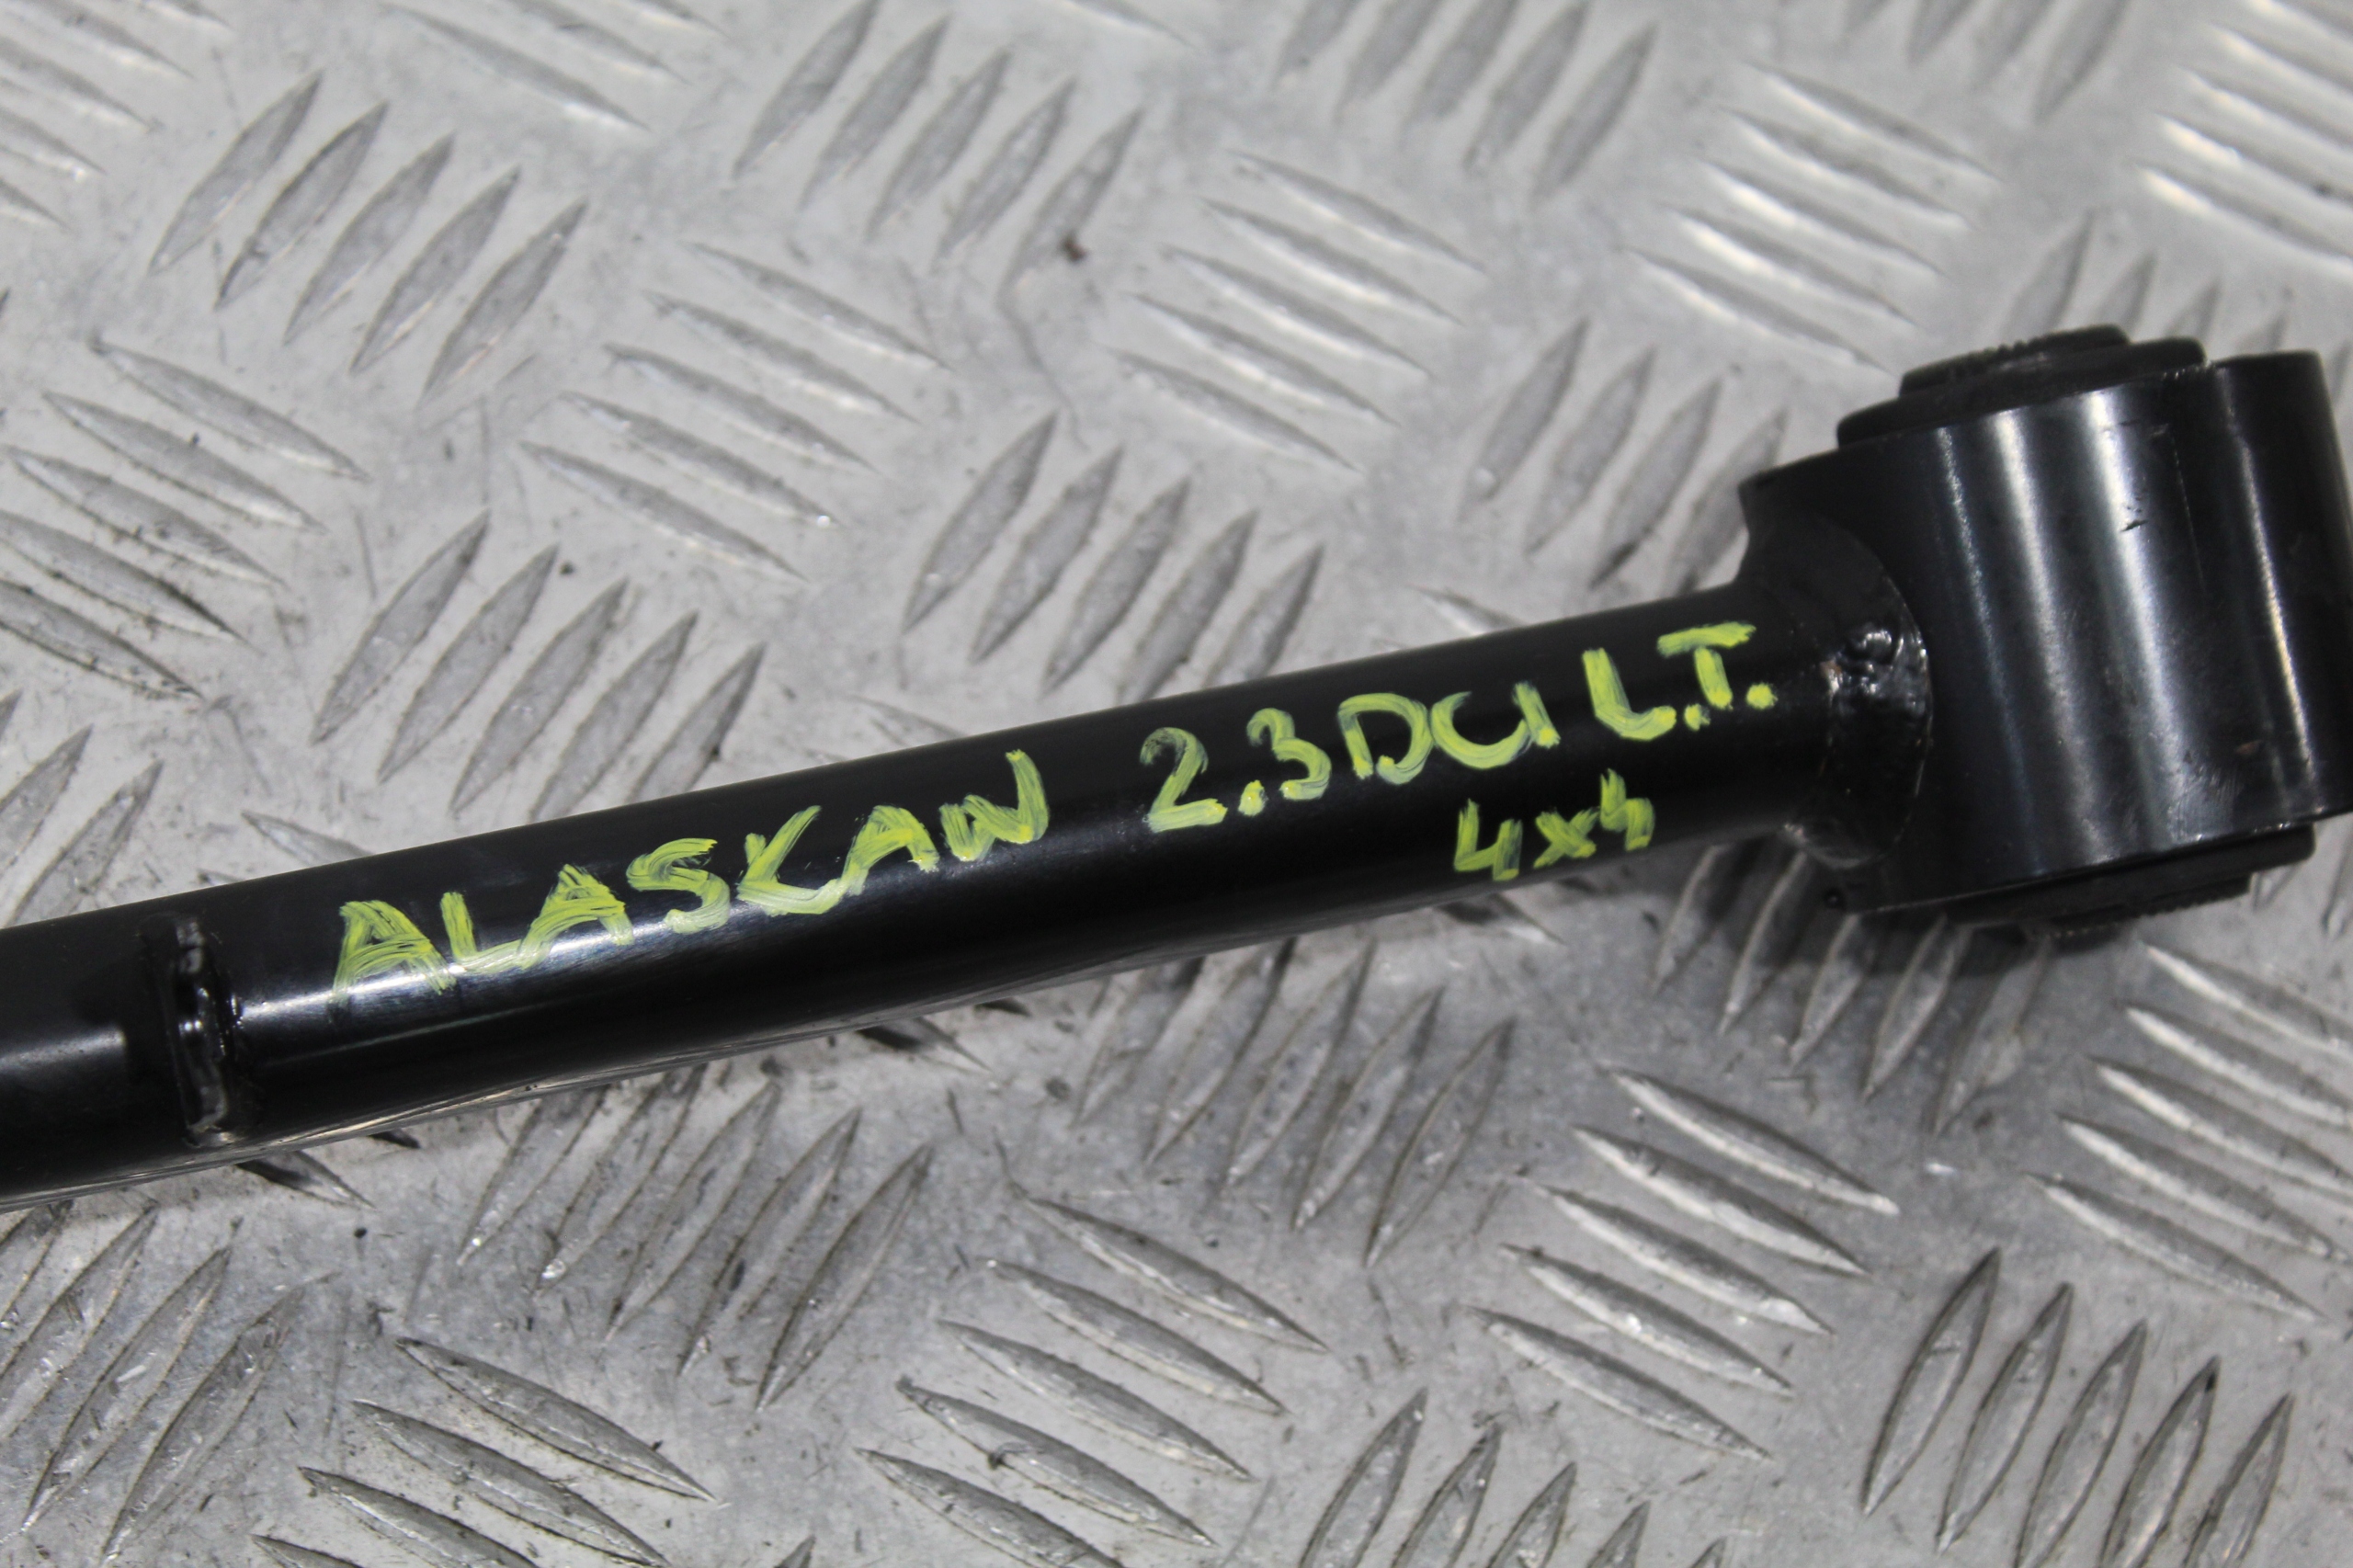 ALASKAN 2.3DCI L.T.
4x4